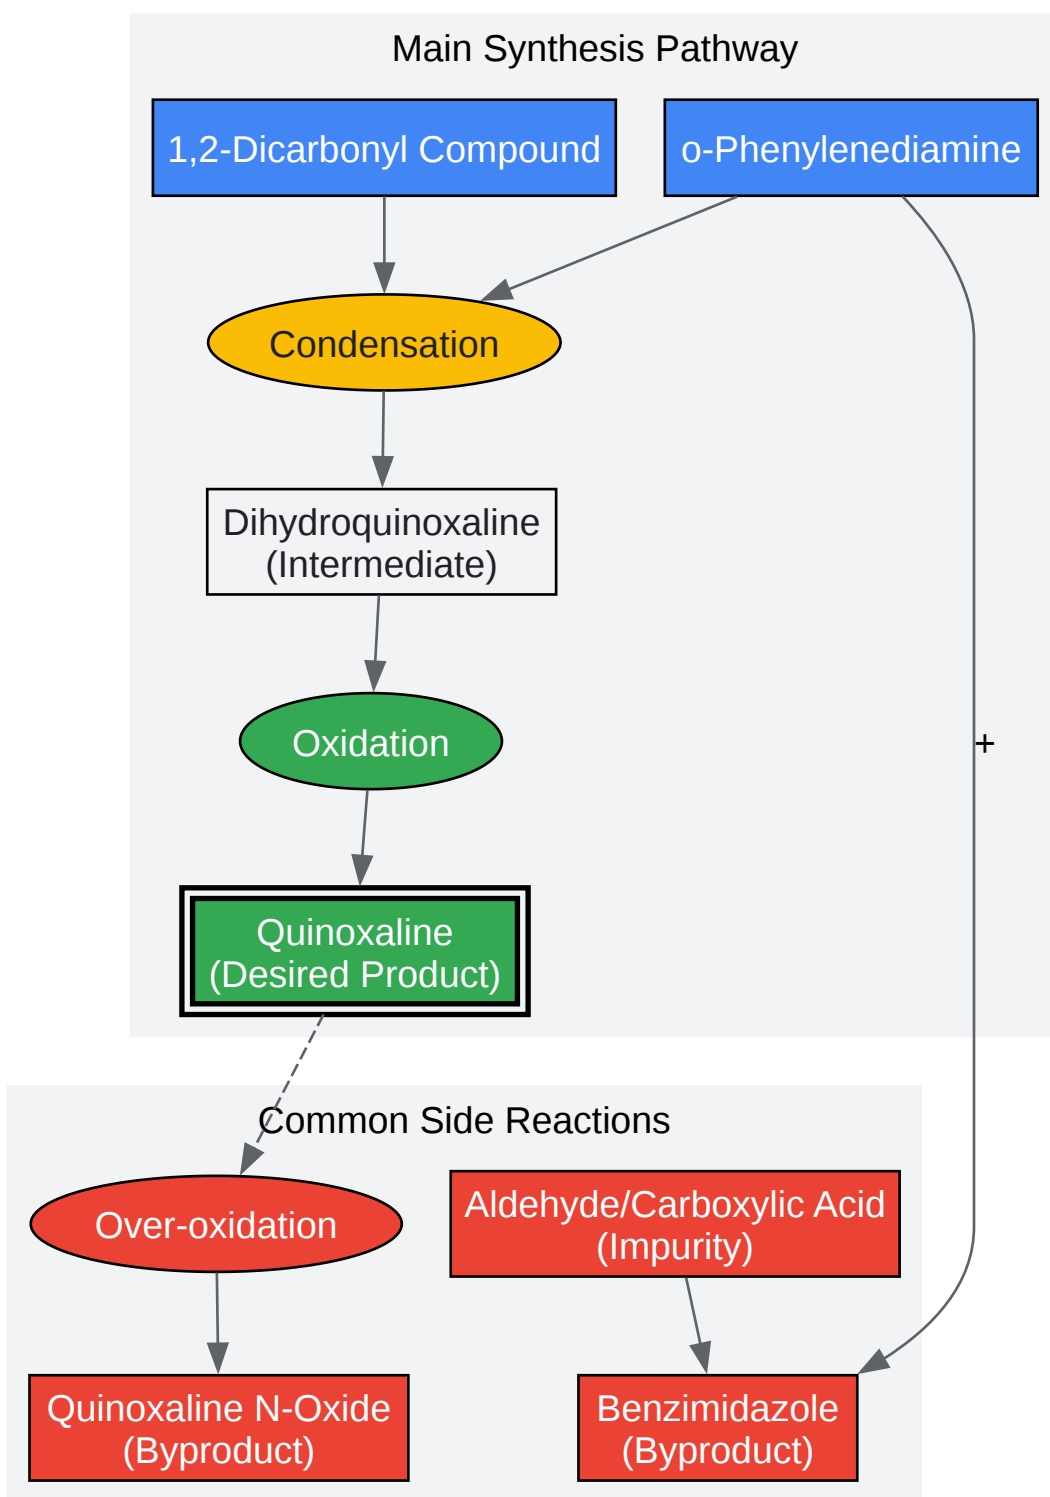 Main Synthesis Pathway
1,2-Dicarbonyl Compound
o-Phenylenediamine
Condensation
Dihydroquinoxaline
(Intermediate)
Oxidation
+
Quinoxaline
(Desired Product)
Common Side Reactions
Over-oxidation
Aldehyde/Carboxylic Acid
(Impurity)
Quinoxaline N-Oxide
(Byproduct)
Benzimidazole
(Byproduct)